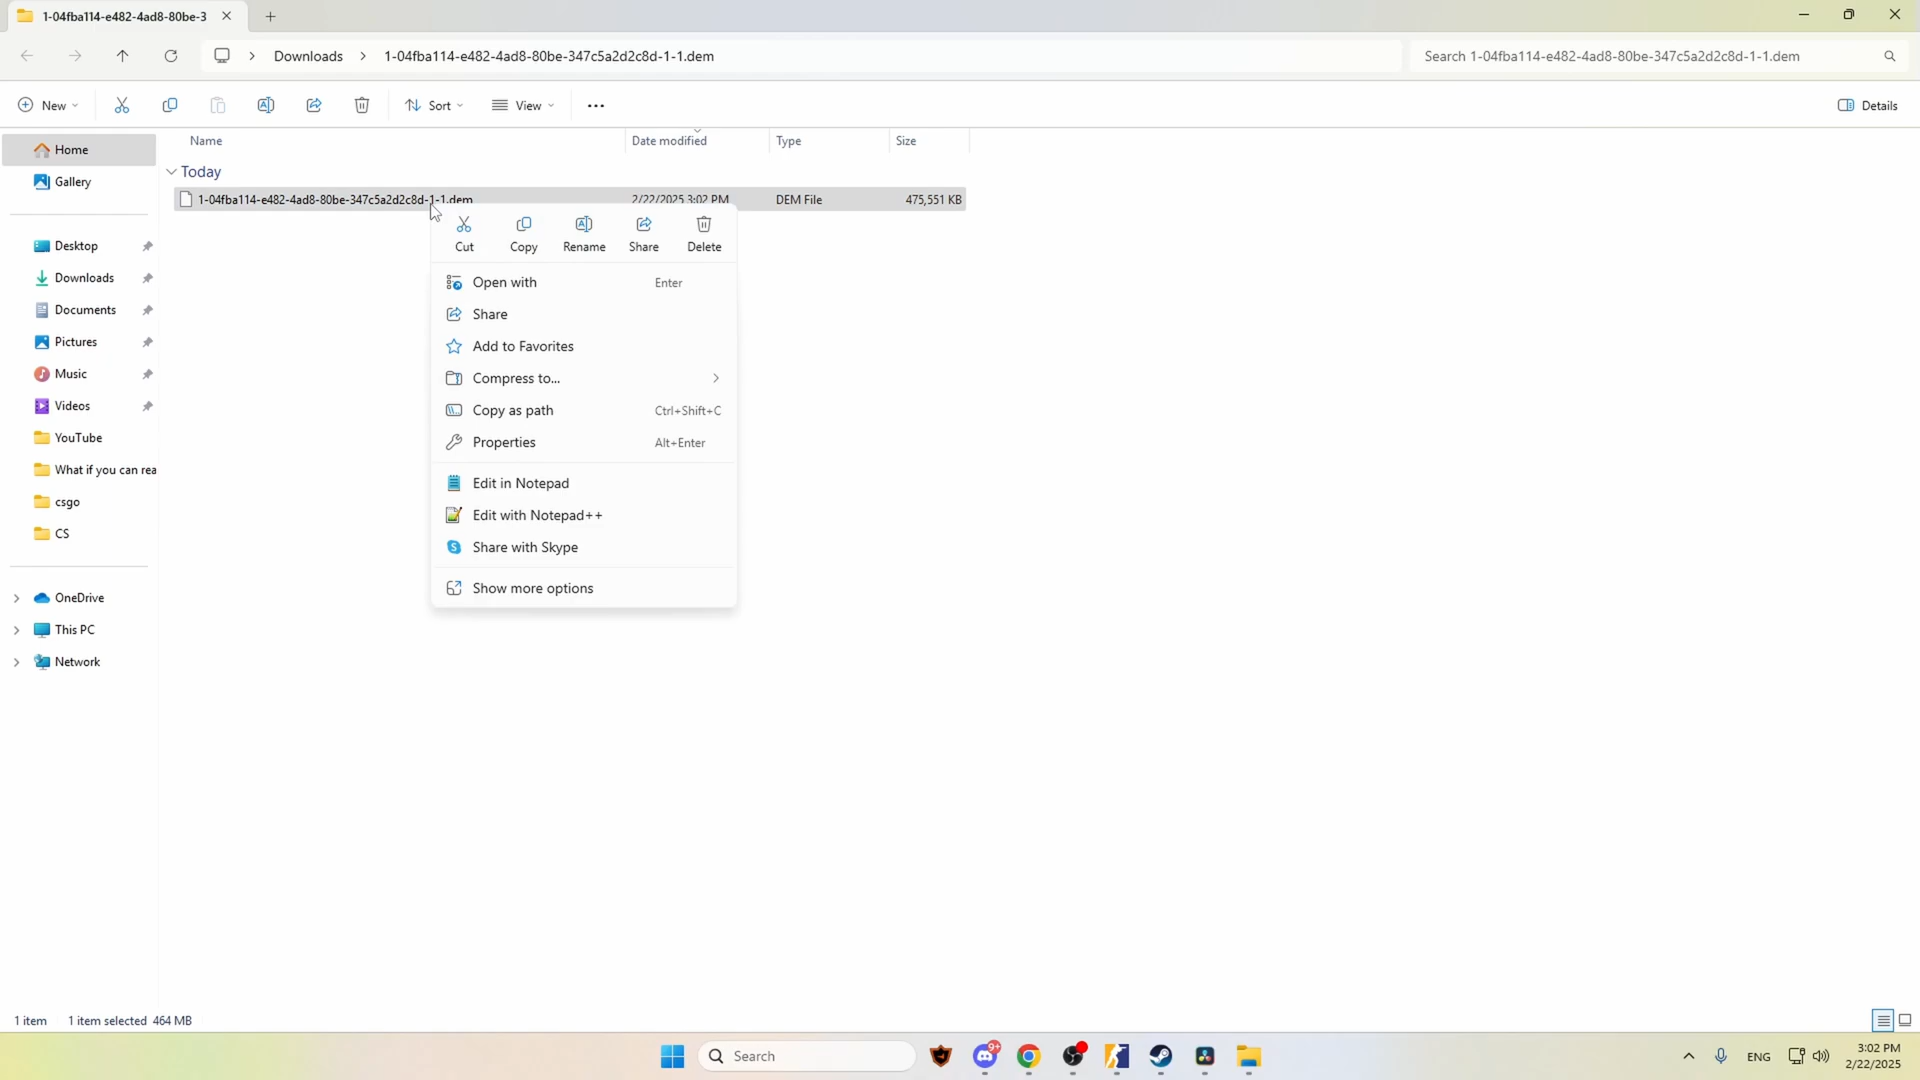 1-04fba114-e482-4ad8-80be-3
Downloads > 1-04fba114-e482-4ad8-80be-347c5a2d2c8d-1-1.dem
Search 1-04fba114-e482-4ad8-80be-347c5a2d2c8d-1-1.dem
New
Sort
View
Details
Name Date modified Type Size
Today
1-04fba114-e482-4ad8-80be-347c5a2d2c8d-1-1.dem 2/22/2025 3:02 PM DEM File 475,551 KB
Home
Gallery
Desktop
Downloads
Documents
Pictures
Music
Videos
YouTube
What if you can rea
csgo
CS
OneDrive
This PC
Network
Cut Copy Rename Share Delete
Open with Enter
Share
Add to Favorites
Compress to...
Copy as path Ctrl+Shift+C
Properties Alt+Enter
Edit in Notepad
Edit with Notepad++
Share with Skype
Show more options
1 item 1 item selected 464 MB
Search
9+
ENG
3:02 PM
2/22/2025